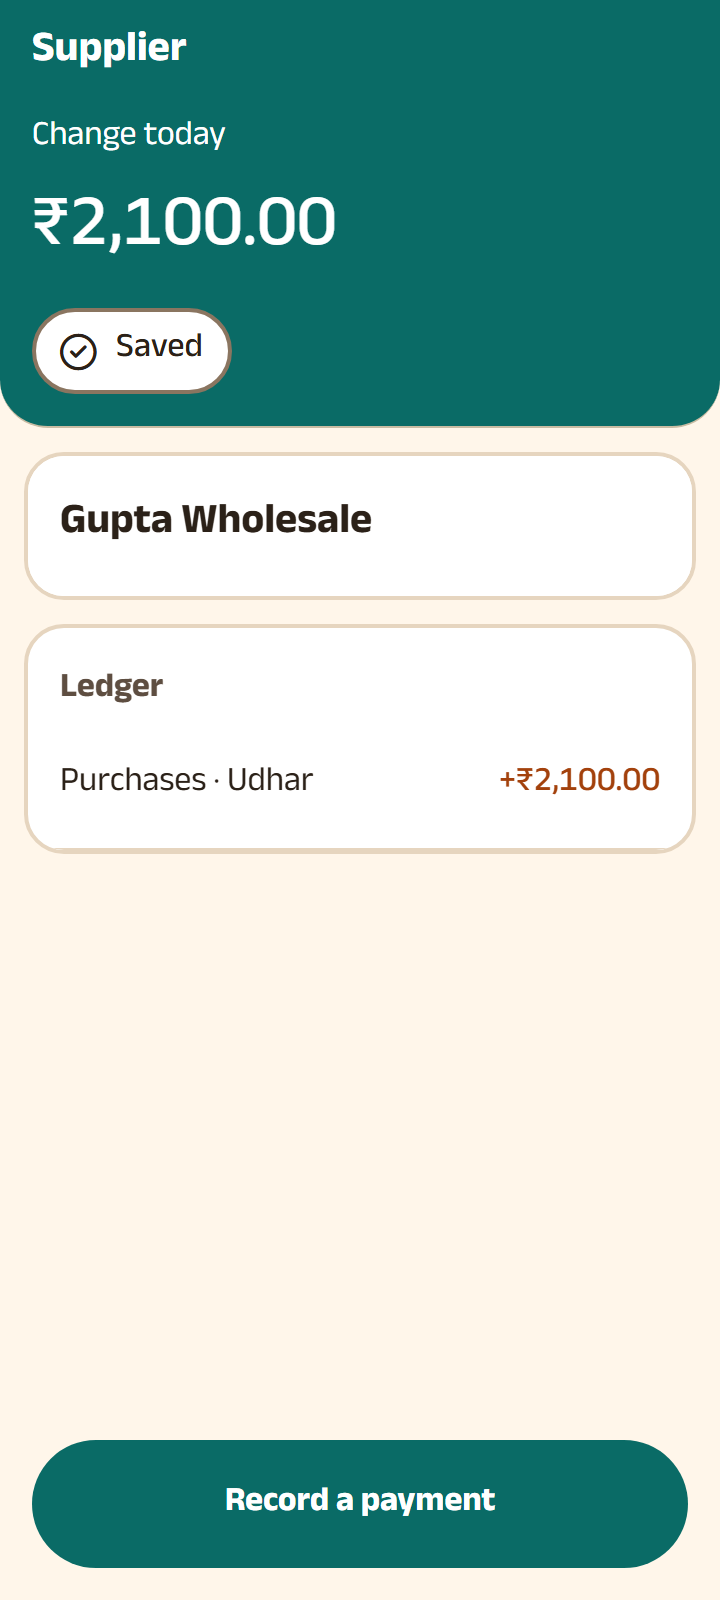 Supplier
Change today
₹2,100.00
Saved
Gupta Wholesale
Ledger
Purchases · Udhar +₹2,100.00
Record a payment